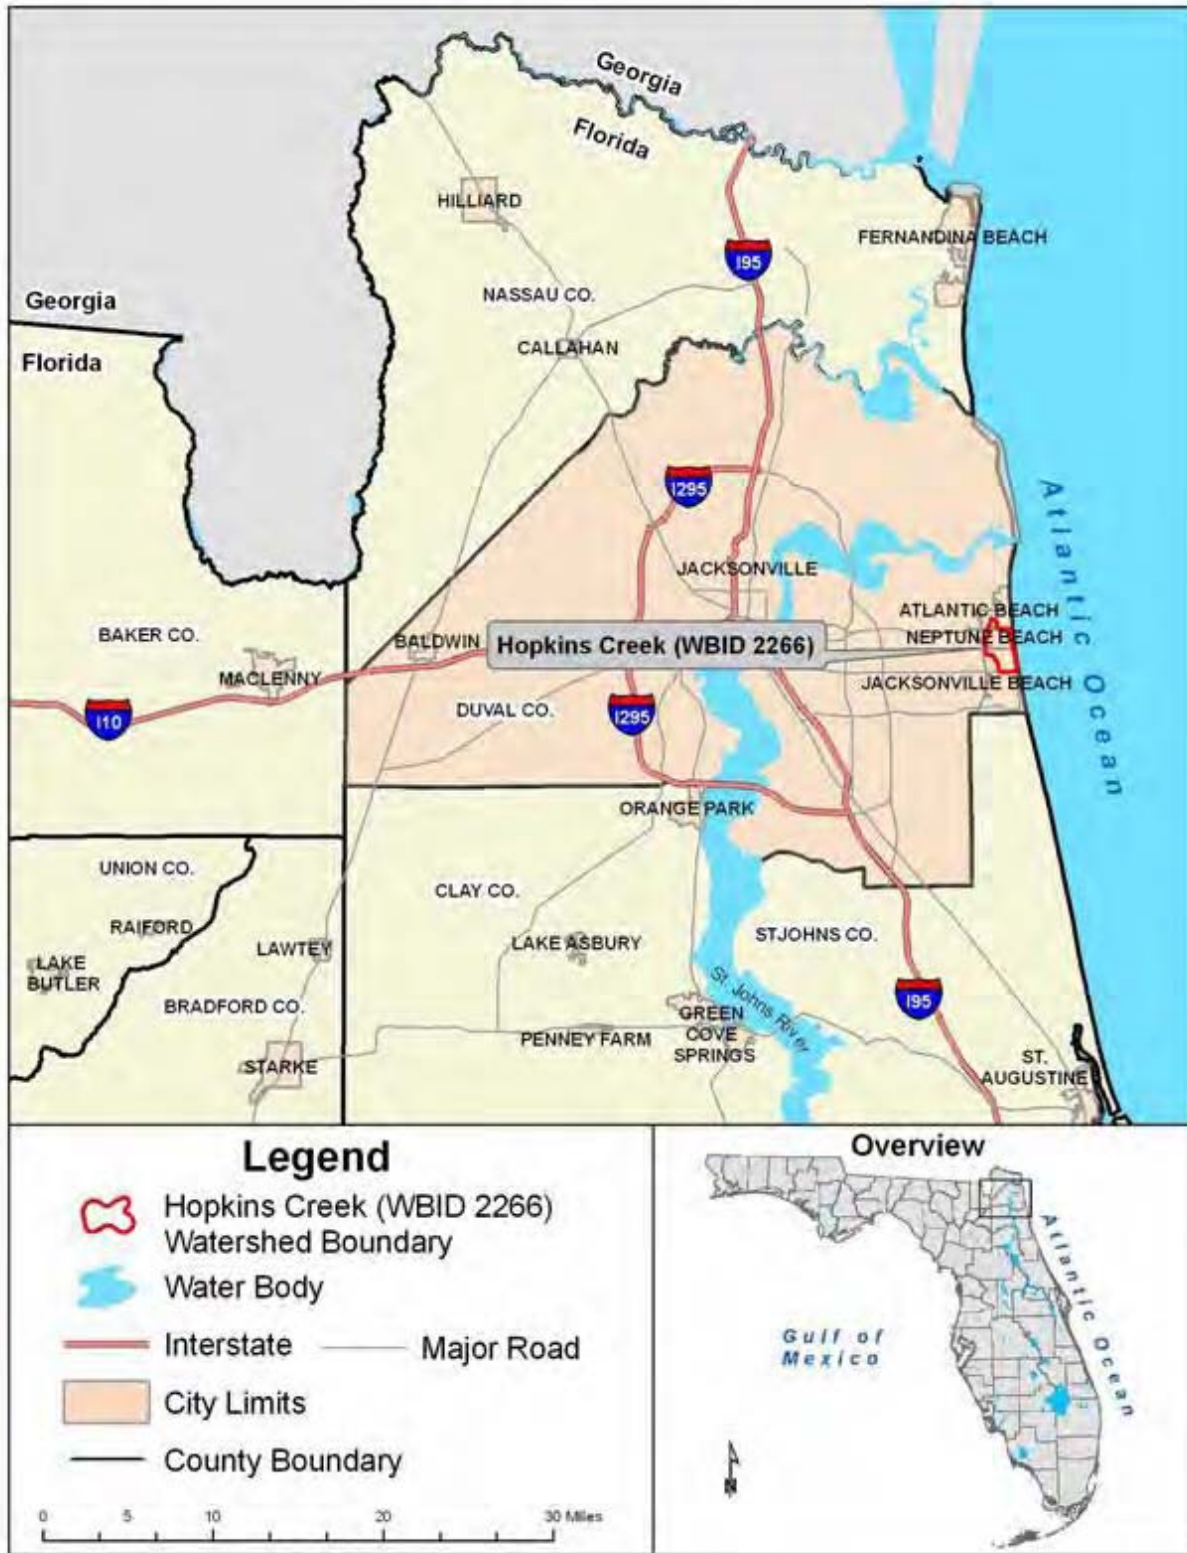 Georgia
Florida
HILLIARD
FERNANDINA BEACH
I95
NASSAU CO.
Georgia
CALLAHAN
Florida
I295
Atlantic Ocean
JACKSONVILLE
ATLANTIC BEACH
BAKER CO.
BALDWIN
Hopkins Creek (WBID 2266)
NEPTUNE BEACH
MACLENNY
JACKSONVILLE BEACH
I10
DUVAL CO.
I295
ORANGE PARK
UNION CO.
CLAY CO.
RAIFORD
LAWTEY
LAKE ASBURY
STJOHNS CO.
LAKE
BUTLER
BRADFORD CO.
St. Johns River
I95
PENNEY FARM
GREEN
COVE
SPRINGS
STARKE
ST.
AUGUSTINE
Legend
Hopkins Creek (WBID 2266)
Watershed Boundary
Water Body
Interstate
Major Road
City Limits
County Boundary
0 5 10 20 30 Miles
Overview
Atlantic Ocean
Gulf of
Mexico